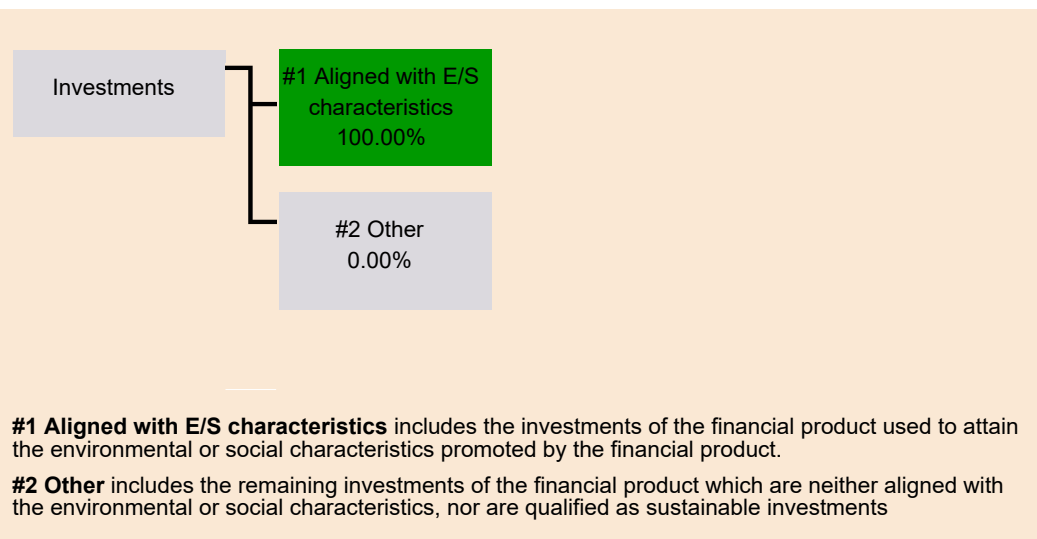 Investments
#1 Aligned with E/S
characteristics
100.00%
#2 Other
0.00%
#1 Aligned with E/S characteristics includes the investments of the financial product used to attain
the environmental or social characteristics promoted by the financial product.
#2 Other includes the remaining investments of the financial product which are neither aligned with
the environmental or social characteristics, nor are qualified as sustainable investments